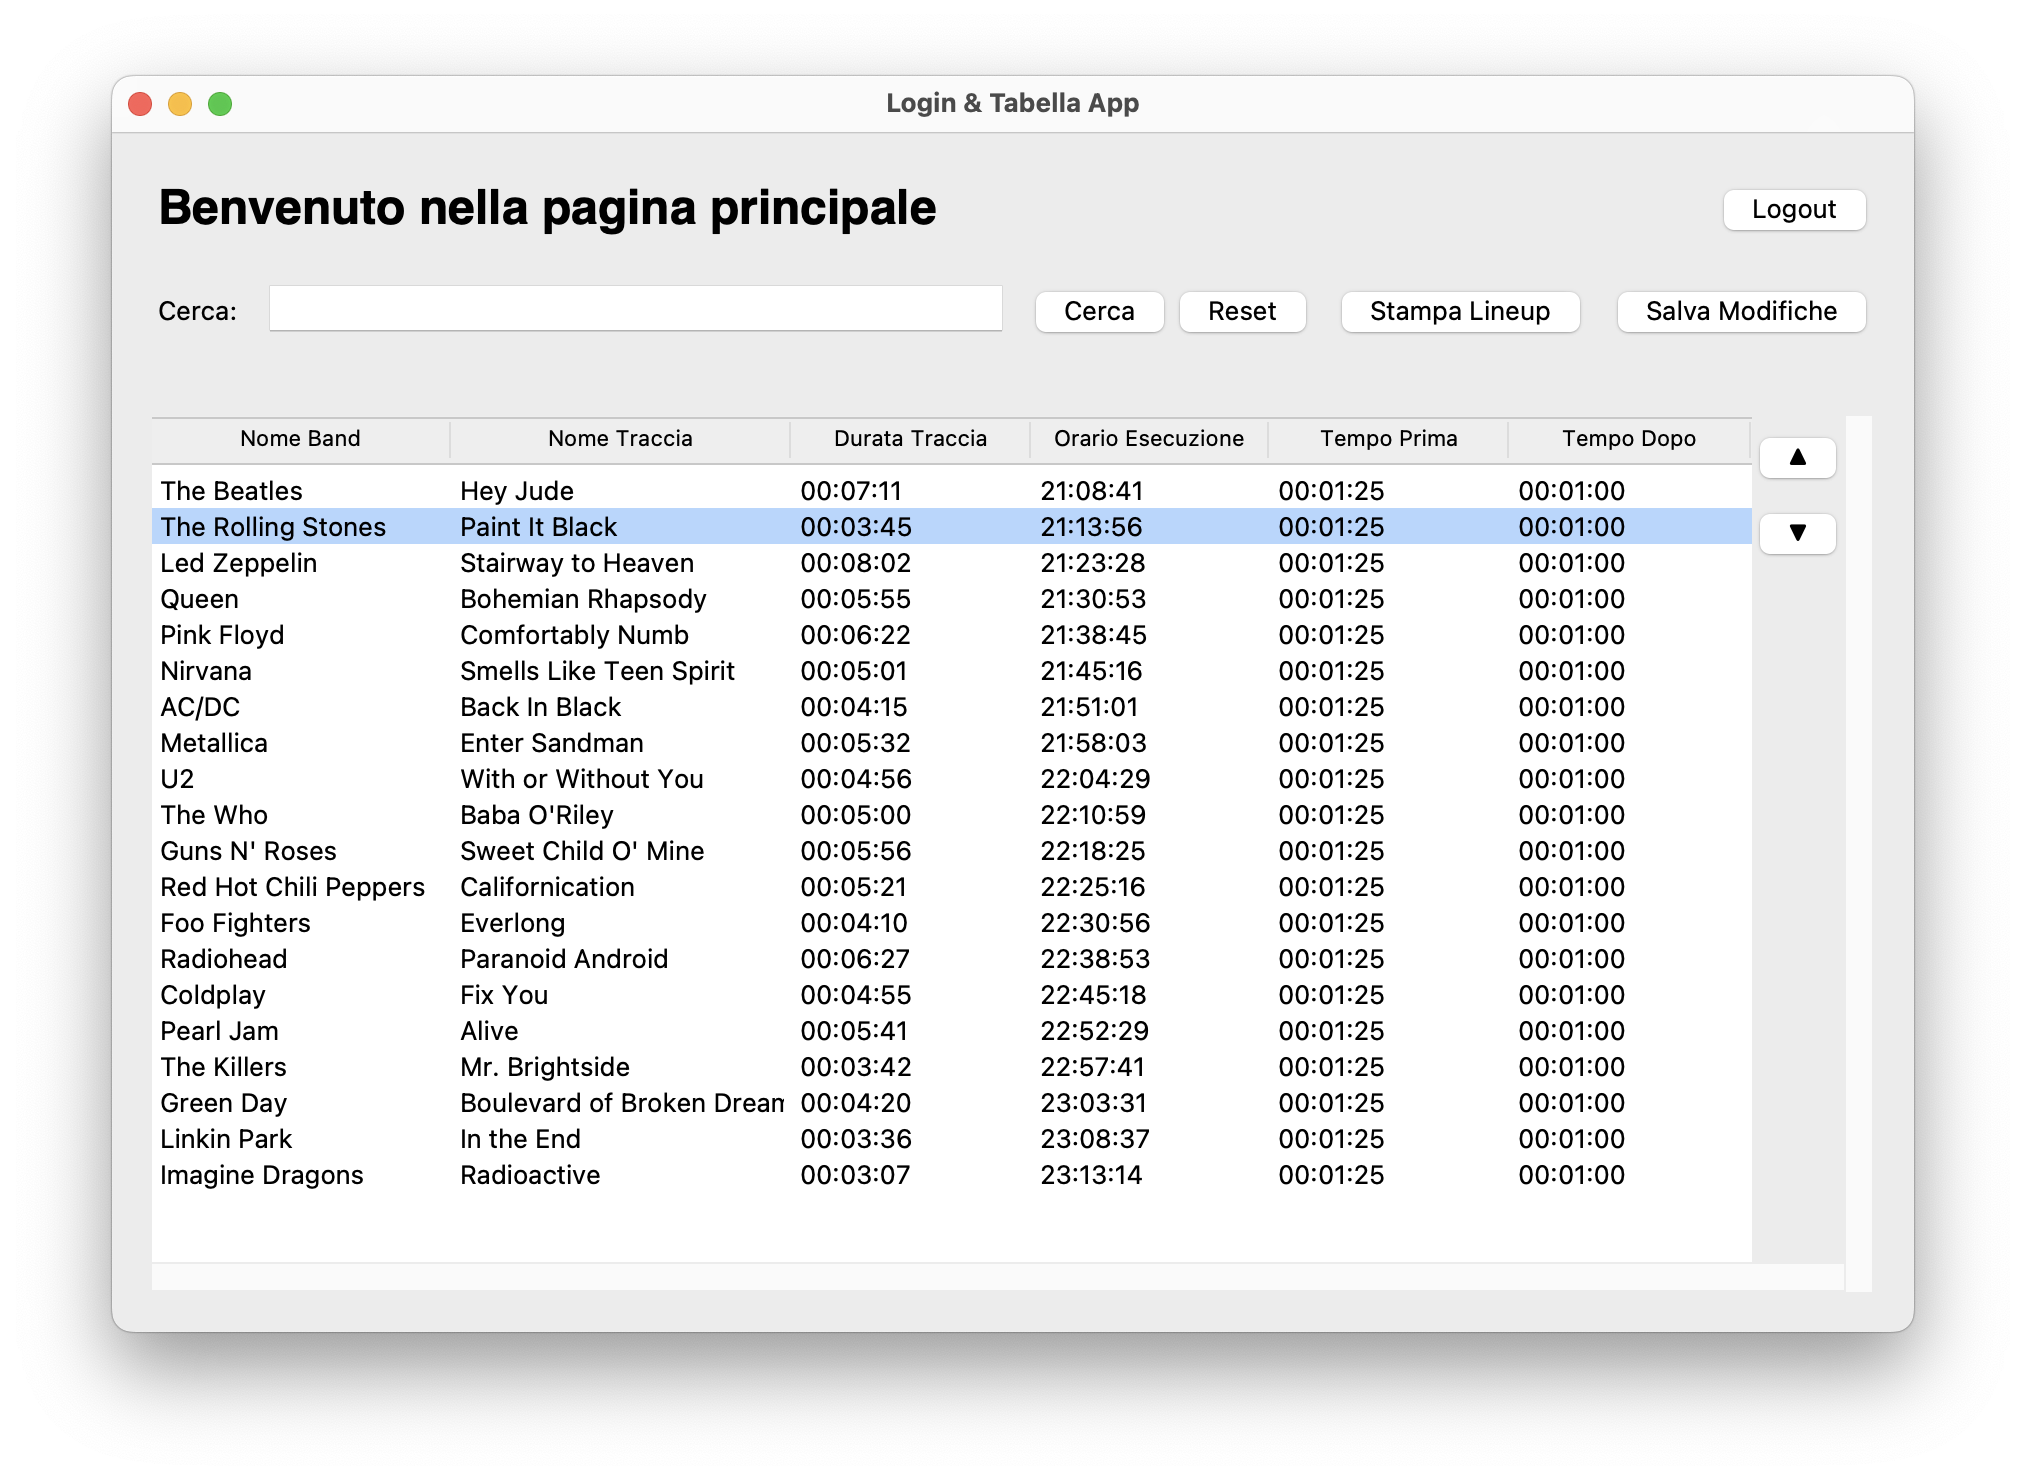 Login & Tabella App
Benvenuto nella pagina principale
Logout
Cerca: Cerca Reset Stampa Lineup Salva Modifiche
Nome Band Nome Traccia Durata Traccia Orario Esecuzione Tempo Prima Tempo Dopo
The Beatles Hey Jude 00:07:11 21:08:41 00:01:25 00:01:00
The Rolling Stones Paint It Black 00:03:45 21:13:56 00:01:25 00:01:00
Led Zeppelin Stairway to Heaven 00:08:02 21:23:28 00:01:25 00:01:00
Queen Bohemian Rhapsody 00:05:55 21:30:53 00:01:25 00:01:00
Pink Floyd Comfortably Numb 00:06:22 21:38:45 00:01:25 00:01:00
Nirvana Smells Like Teen Spirit 00:05:01 21:45:16 00:01:25 00:01:00
AC/DC Back In Black 00:04:15 21:51:01 00:01:25 00:01:00
Metallica Enter Sandman 00:05:32 21:58:03 00:01:25 00:01:00
U2 With or Without You 00:04:56 22:04:29 00:01:25 00:01:00
The Who Baba O'Riley 00:05:00 22:10:59 00:01:25 00:01:00
Guns N' Roses Sweet Child O' Mine 00:05:56 22:18:25 00:01:25 00:01:00
Red Hot Chili Peppers Californication 00:05:21 22:25:16 00:01:25 00:01:00
Foo Fighters Everlong 00:04:10 22:30:56 00:01:25 00:01:00
Radiohead Paranoid Android 00:06:27 22:38:53 00:01:25 00:01:00
Coldplay Fix You 00:04:55 22:45:18 00:01:25 00:01:00
Pearl Jam Alive 00:05:41 22:52:29 00:01:25 00:01:00
The Killers Mr. Brightside 00:03:42 22:57:41 00:01:25 00:01:00
Green Day Boulevard of Broken Dream 00:04:20 23:03:31 00:01:25 00:01:00
Linkin Park In the End 00:03:36 23:08:37 00:01:25 00:01:00
Imagine Dragons Radioactive 00:03:07 23:13:14 00:01:25 00:01:00